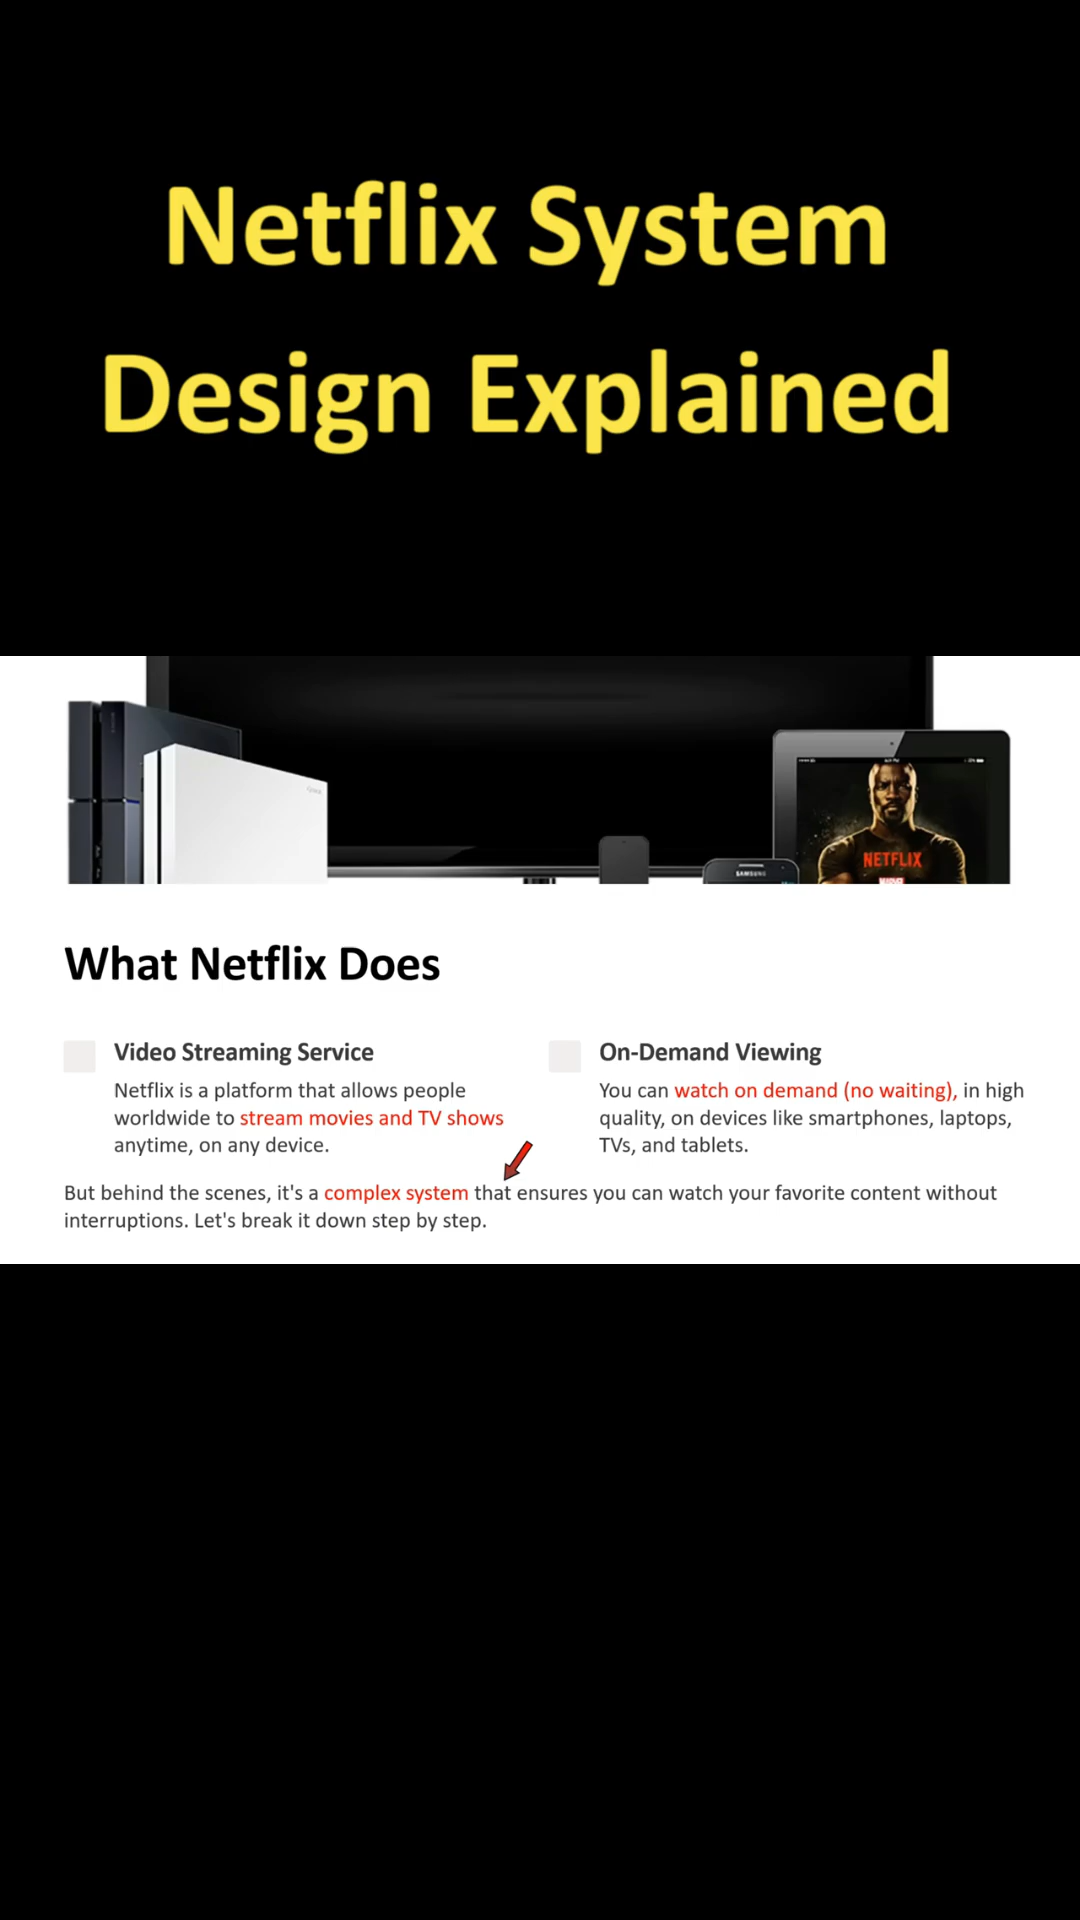 Netflix System
Design Explained
NETFLIX
SAMSUNG
What Netflix Does
Video Streaming Service
Netflix is a platform that allows people
worldwide to stream movies and TV shows
anytime, on any device.
On-Demand Viewing
You can watch on demand (no waiting), in high
quality, on devices like smartphones, laptops,
TVs, and tablets.
But behind the scenes, it's a complex system that ensures you can watch your favorite content without
interruptions. Let's break it down step by step.